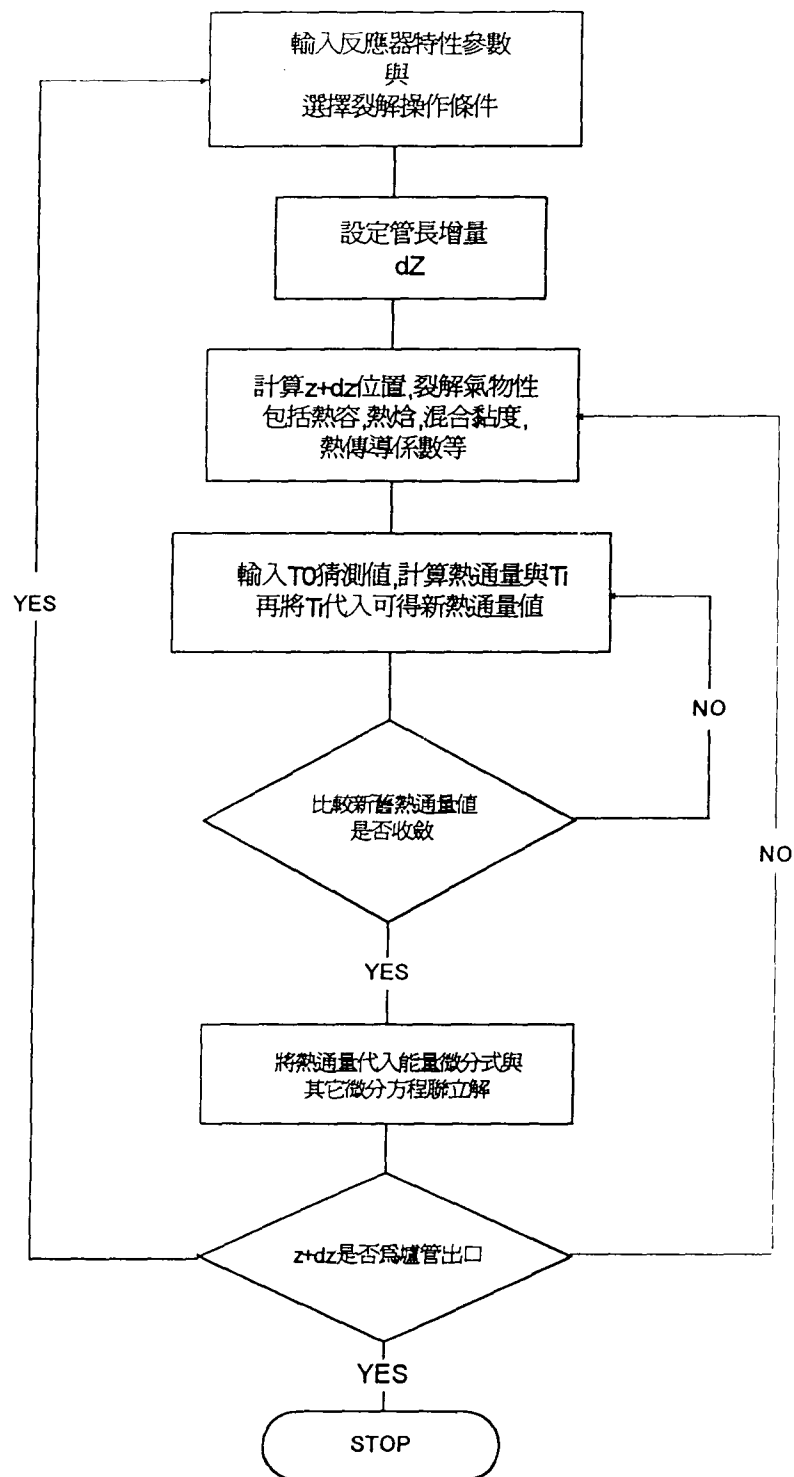 輸入反應器特性參數
與
選擇裂解操作條件
設定管長增量
dZ
計算z+dz位置,裂解氣物性
包括熱容,熱焓,混合黏度,
熱傳導係數等
輸入T0猜測值,計算熱通量與Ti
再將Ti代入可得新熱通量值
YES
NO
比較新舊熱通量值
是否收斂
NO
YES
將熱通量代入能量微分式與
其它微分方程聯立解
z+dz是否為爐管出口
YES
STOP